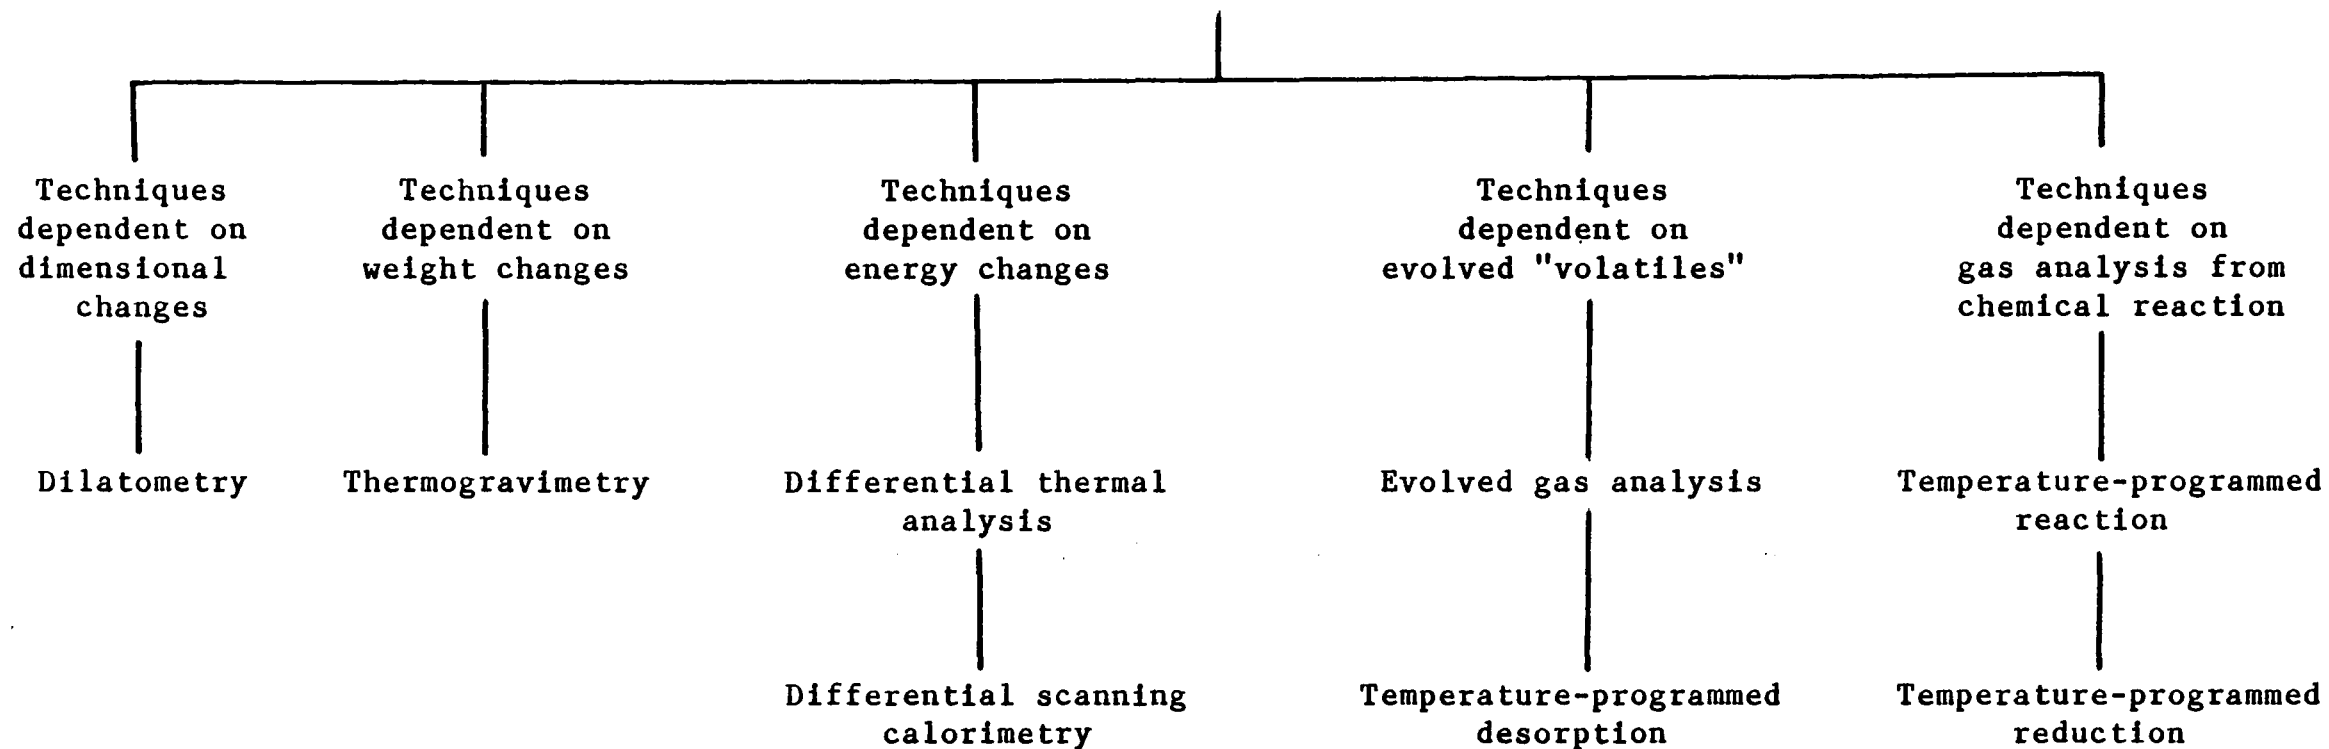 Techniques
dependent on
dimensional
changes
Techniques
dependent on
weight changes
Techniques
dependent on
energy changes
Techniques
dependent on
evolved "volatiles"
Techniques
dependent on
gas analysis from
chemical reaction
Dilatometry
Thermogravimetry
Differential thermal
analysis
Evolved gas analysis
Temperature-programmed
reaction
Differential scanning
calorimetry
Temperature-programmed
desorption
Temperature-programmed
reduction